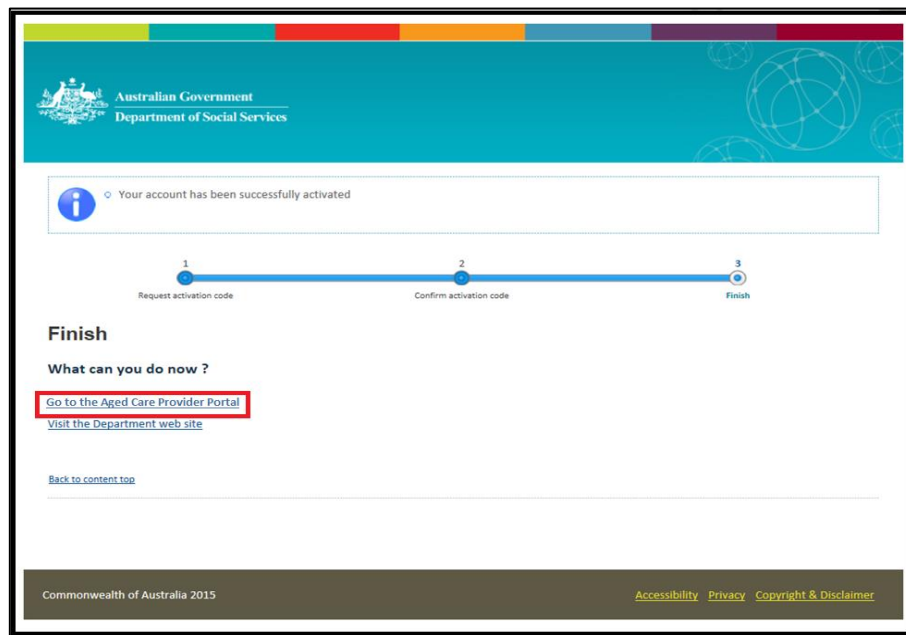 Australian Government
Department of Social Services
Your account has been successfully activated
1 2 3
Request activation code Confirm activation code Finish
Finish
What can you do now ?
Go to the Aged Care Provider Portal
Visit the Department web site
Back to content top
Commonwealth of Australia 2015 Accessibility Privacy Copyright & Disclaimer